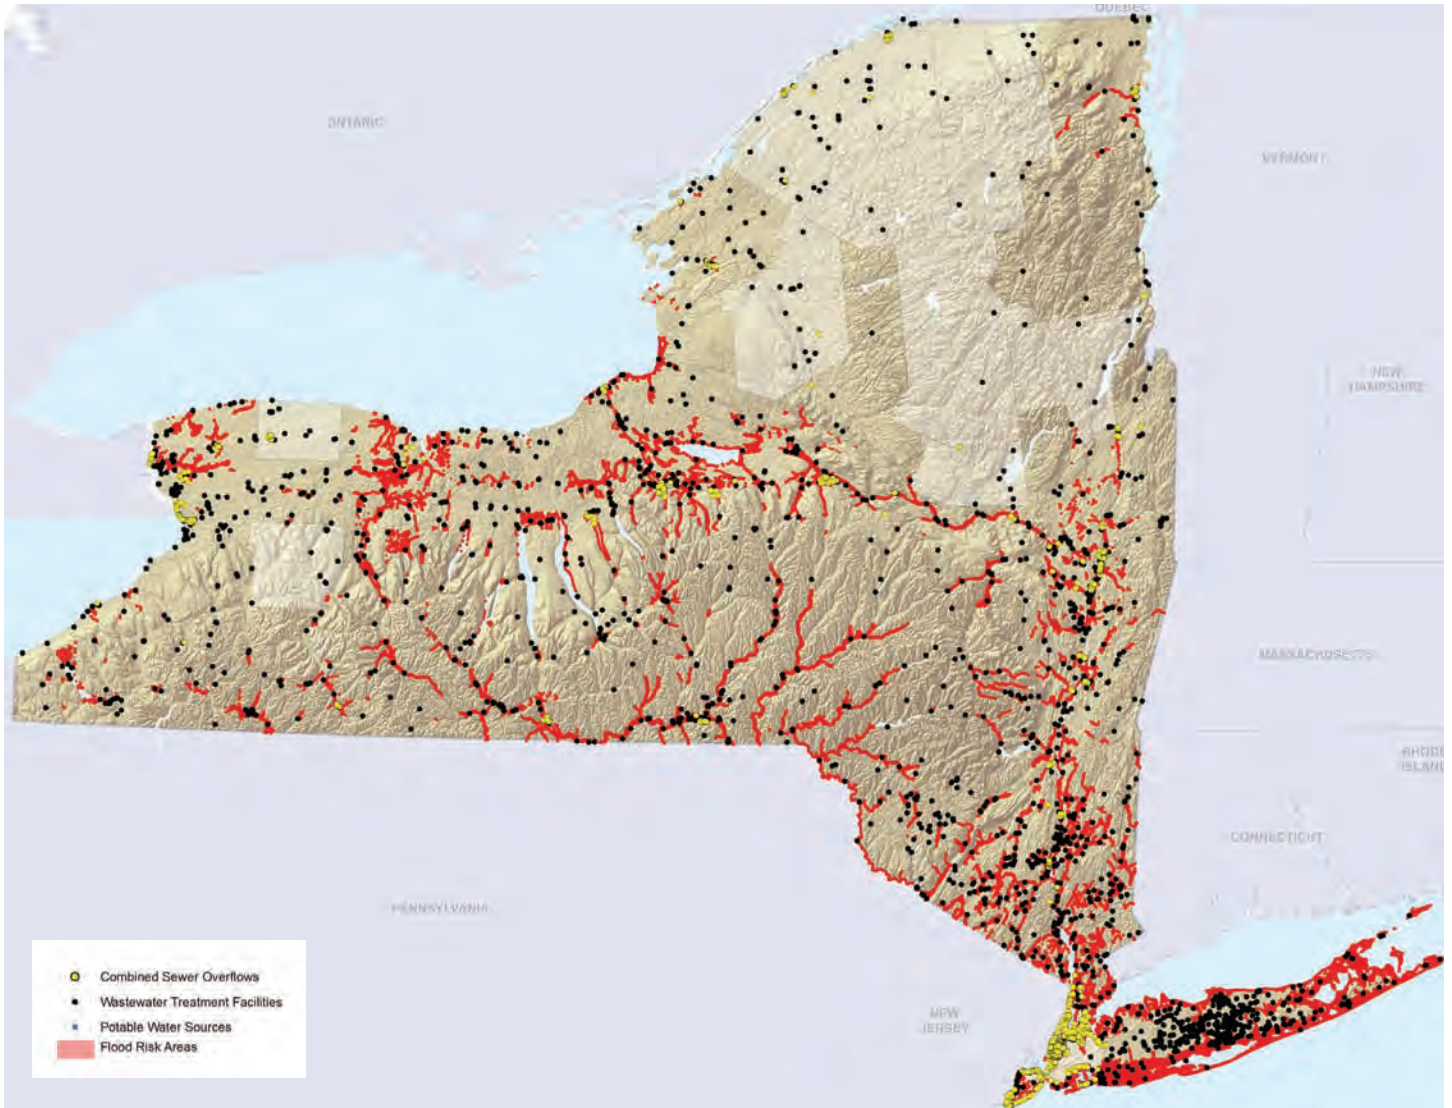 QUEBEC
ONTARIO
VERMONT
NEW
HAMPSHIRE
MASSACHUSETTS
RHODE
ISLAND
CONNECTICUT
PENNSYLVANIA
NEW
JERSEY
Combined Sewer Overflows
Wastewater Treatment Facilities
Potable Water Sources
Flood Risk Areas